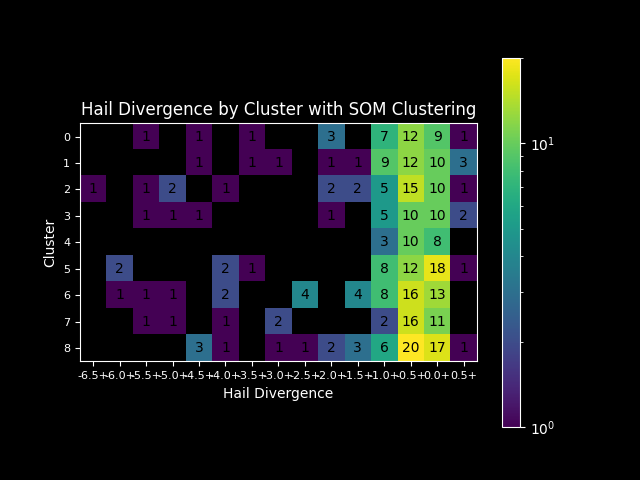 Hail Divergence by Cluster with SOM Clustering
0 1 1 1 3 7 12 9 1
1 1 1 1 1 1 9 12 10 3
2 1 1 2 1 2 2 5 15 10 1
3 1 1 1 1 5 10 10 2
4 3 10 8
5 2 2 1 8 12 18 1
6 1 1 1 2 4 4 8 16 13
7 1 1 1 2 2 16 11
8 3 1 1 1 2 3 6 20 17 1
-6.5+ -6.0+ -5.5+ -5.0+ -4.5+ -4.0+ -3.5+ -3.0+ -2.5+ -2.0+ -1.5+ -1.0+ -0.5+ 0.0+ 0.5+
Hail Divergence
Cluster
10¹
10⁰